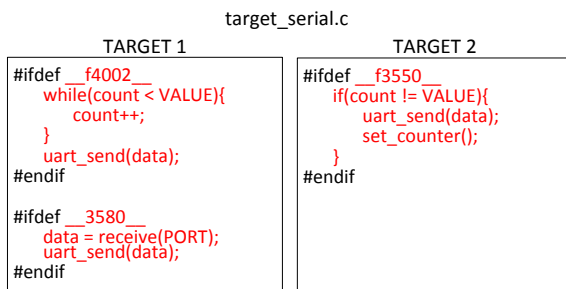 target_serial.c
TARGET 1
#ifdef __f4002__
while(count < VALUE){
count++;
}
uart_send(data);
#endif
#ifdef __3580__
data = receive(PORT);
uart_send(data);
#endif
TARGET 2
#ifdef __f3550__
if(count != VALUE){
uart_send(data);
set_counter();
}
#endif